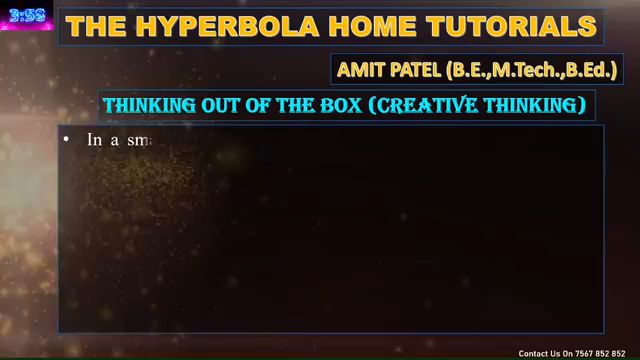 3:58
THE HYPERBOLA HOME TUTORIALS
AMIT PATEL (B.E.,M.Tech.,B.Ed.)
THINKING OUT OF THE BOX (CREATIVE THINKING)
• In a sm
Contact Us On 7567 852 852